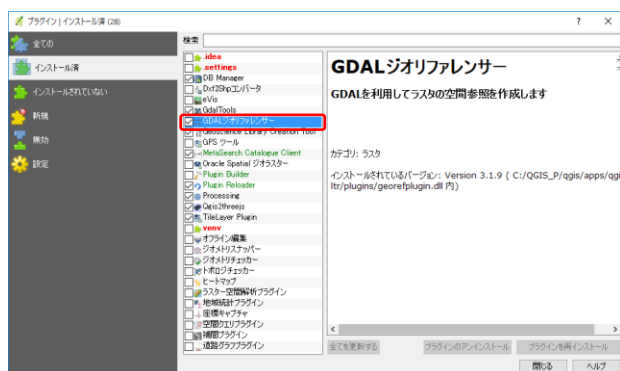 プラグイン | インストール済 (28)
?
×
全ての
インストール済
インストールされていない
新規
無効
設定
検索
.idea
.settings
DB Manager
Dxf2Shpコンバータ
eVis
GdalTools
GDALジオリファレンサー
Geoscience Library Creation Tool
GPS ツール
MetaSearch Catalogue Client
Oracle Spatial ジオラスター
Plugin Builder
Plugin Reloader
Processing
Qgis2threejs
TileLayer Plugin
venv
オフライン編集
ジオメトリスナッパー
ジオメトリチェッカー
トポロジチェッカー
ヒートマップ
ラスター空間解析プラグイン
地域統計プラグイン
座標キャプチャ
空間クエリプラグイン
補間プラグイン
道路グラフプラグイン
GDALジオリファレンサー
GDALを利用してラスタの空間参照を作成します
カテゴリ: ラスタ
インストールされているバージョン: Version 3.1.9 ( C:/QGIS_P/qgis/apps/qgi
ltr/plugins/georefplugin.dll 内)
全てを更新する
プラグインのアンインストール
プラグインを再インストール
閉じる
ヘルプ